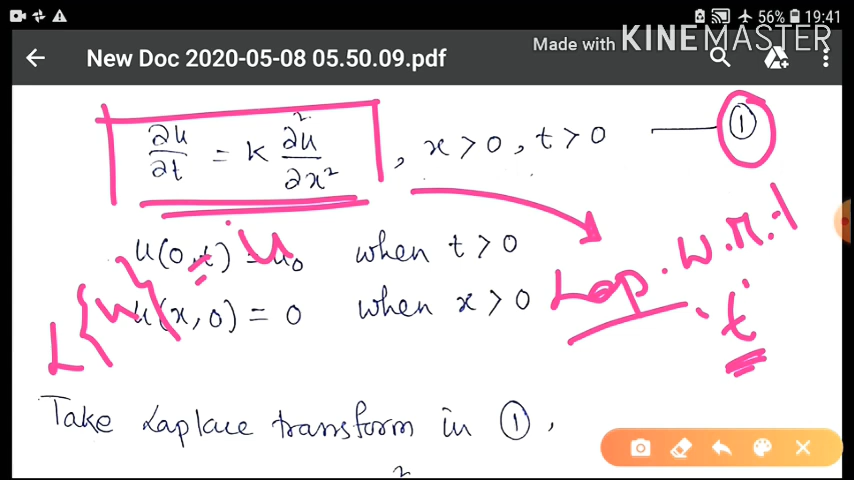 56% 19:41
New Doc 2020-05-08 05.50.09.pdf
Made with KINEMASTER
∂u/∂t = K ∂²u/∂x², x > 0, t > 0 — ①
u(0,t) = u₀ when t > 0
u(x,0) = 0 when x > 0
L{u} = ū
Lap. W.R.t
't'
Take Laplace transform in ①,